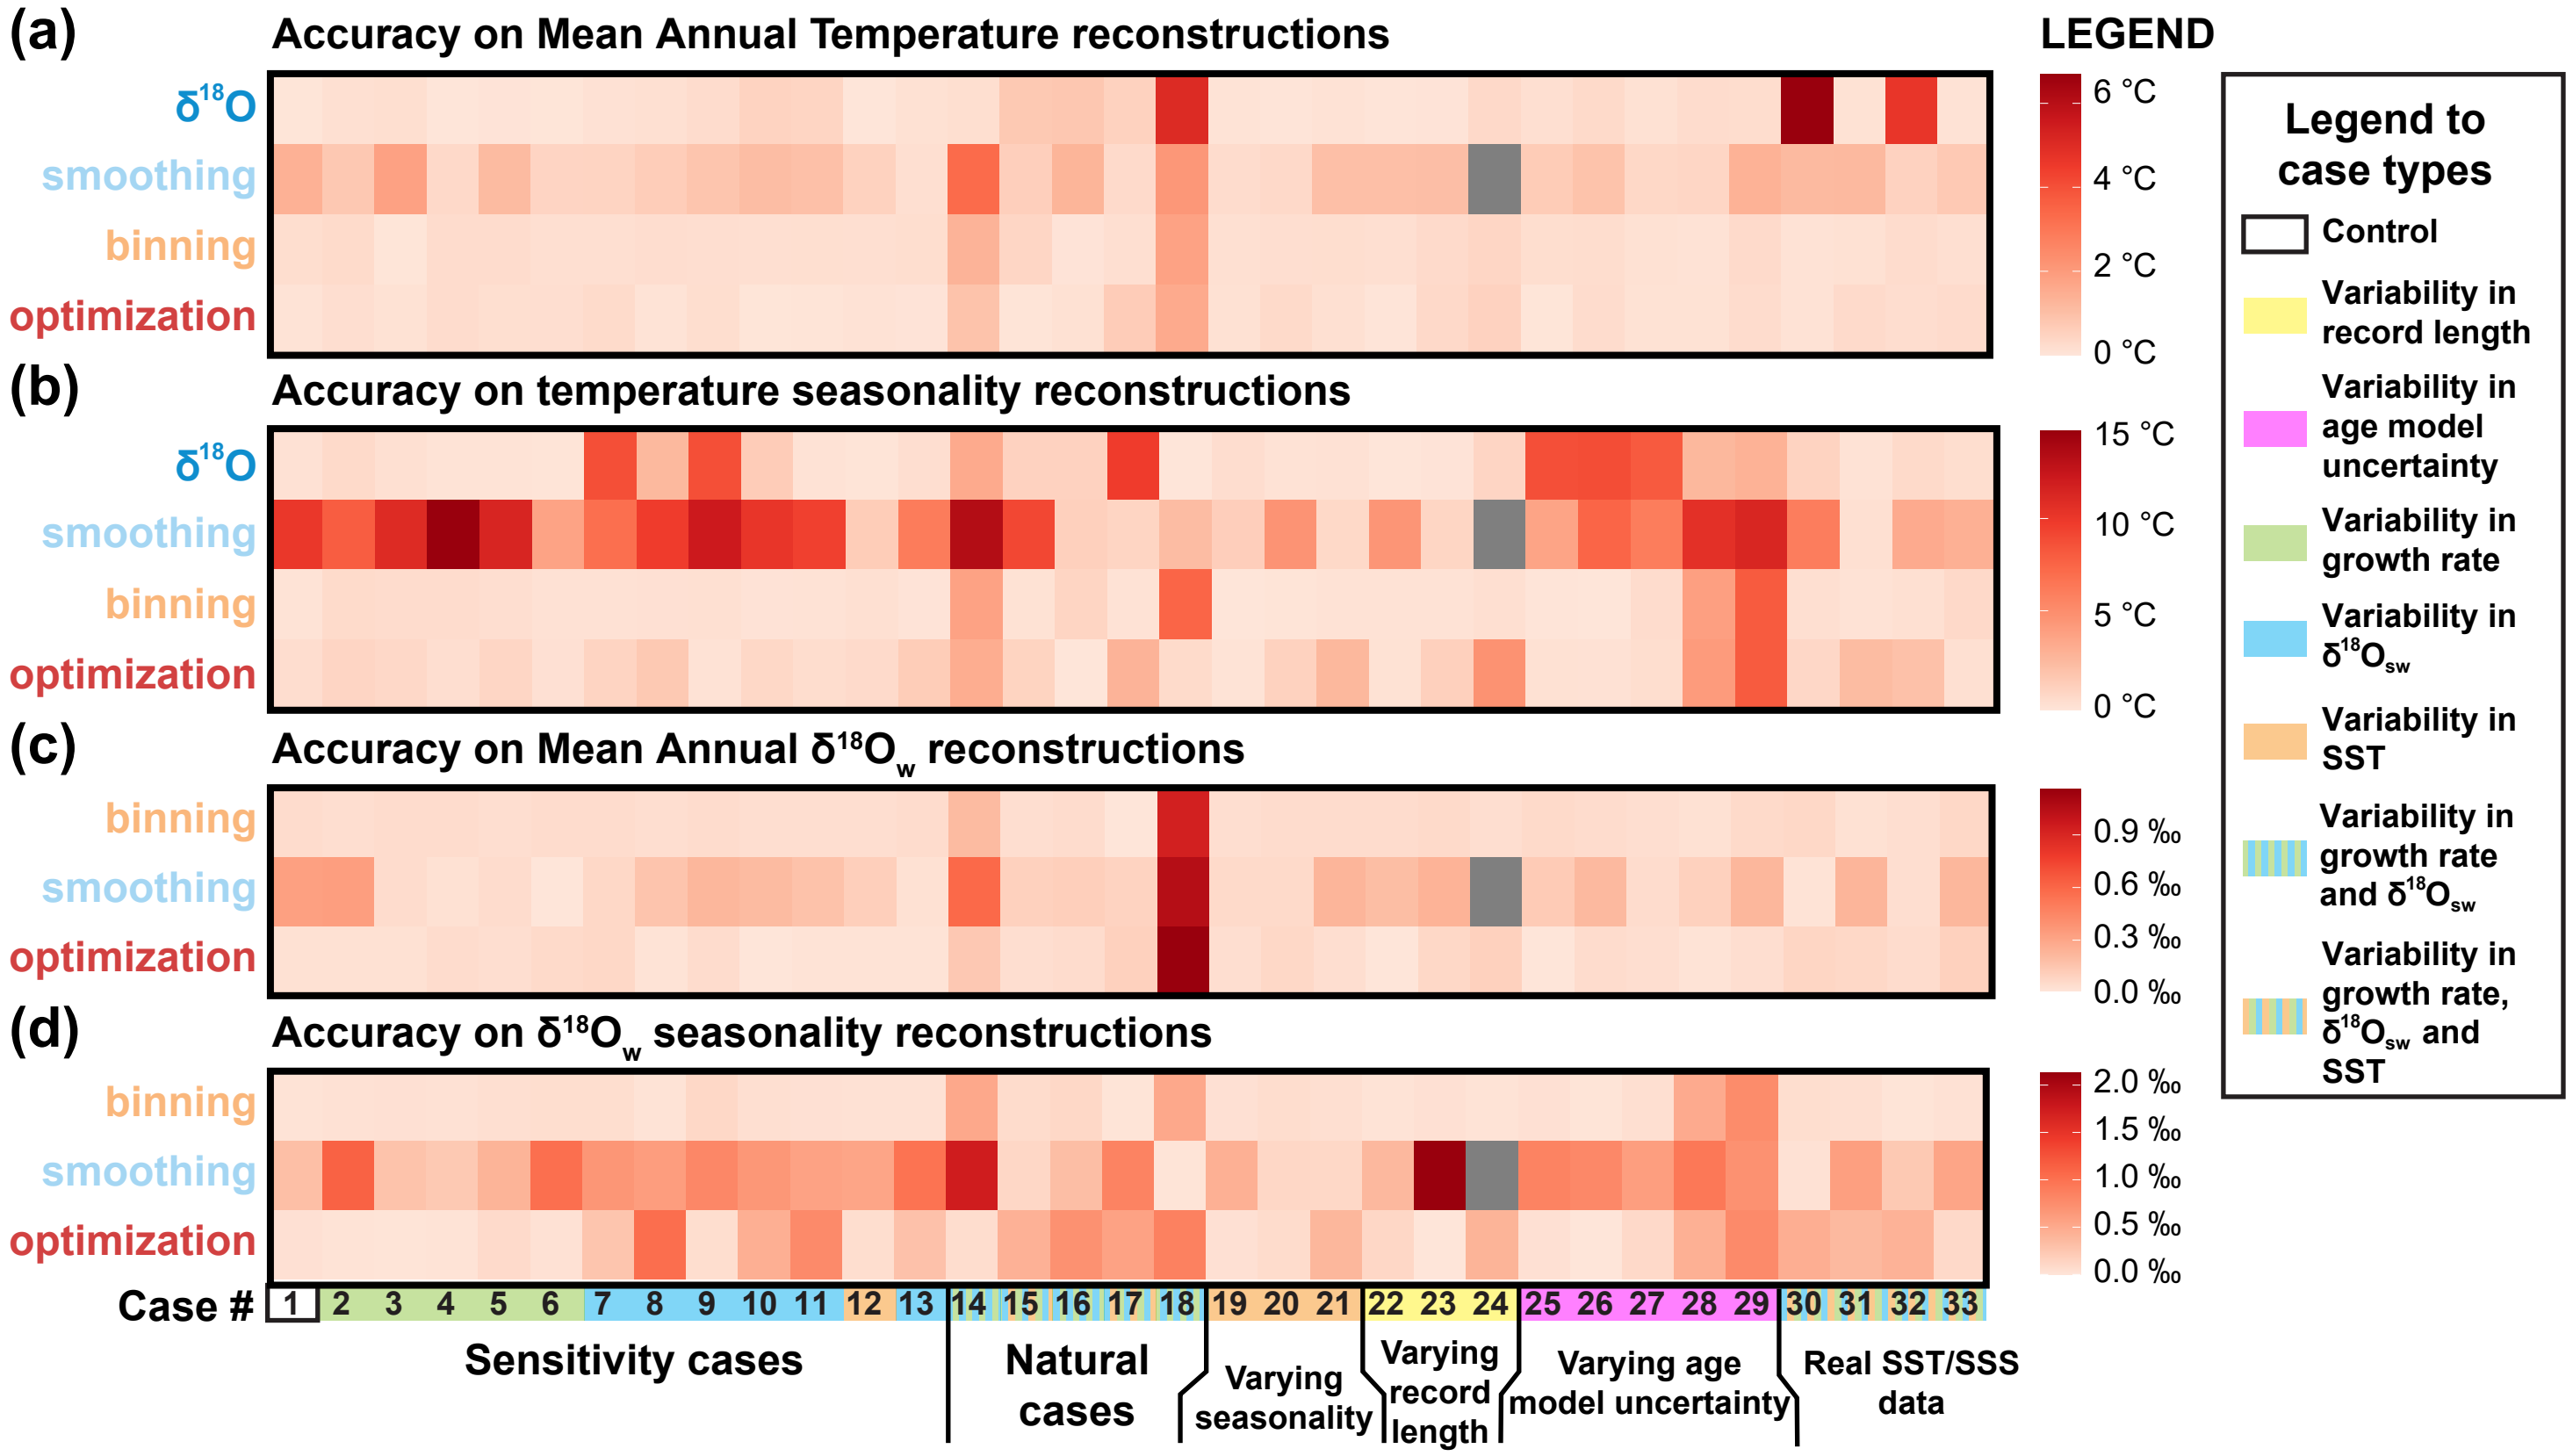 (a) Accuracy on Mean Annual Temperature reconstructions
δ¹⁸O
smoothing
binning
optimization
(b) Accuracy on temperature seasonality reconstructions
δ¹⁸O
smoothing
binning
optimization
(c) Accuracy on Mean Annual δ¹⁸Ow reconstructions
binning
smoothing
optimization
(d) Accuracy on δ¹⁸Ow seasonality reconstructions
binning
smoothing
optimization
Case # 1 2 3 4 5 6 7 8 9 10 11 12 13 14 15 16 17 18 19 20 21 22 23 24 25 26 27 28 29 30 31 32 33
Sensitivity cases
Natural
cases
Varying
seasonality
Varying
record
length
Varying age
model uncertainty
Real SST/SSS
data
LEGEND
6 °C
4 °C
2 °C
0 °C
15 °C
10 °C
5 °C
0 °C
0.9 ‰
0.6 ‰
0.3 ‰
0.0 ‰
2.0 ‰
1.5 ‰
1.0 ‰
0.5 ‰
0.0 ‰
Legend to
case types
Control
Variability in
record length
Variability in
age model
uncertainty
Variability in
growth rate
Variability in
δ¹⁸Osw
Variability in
SST
Variability in
growth rate
and δ¹⁸Osw
Variability in
growth rate,
δ¹⁸Osw and
SST